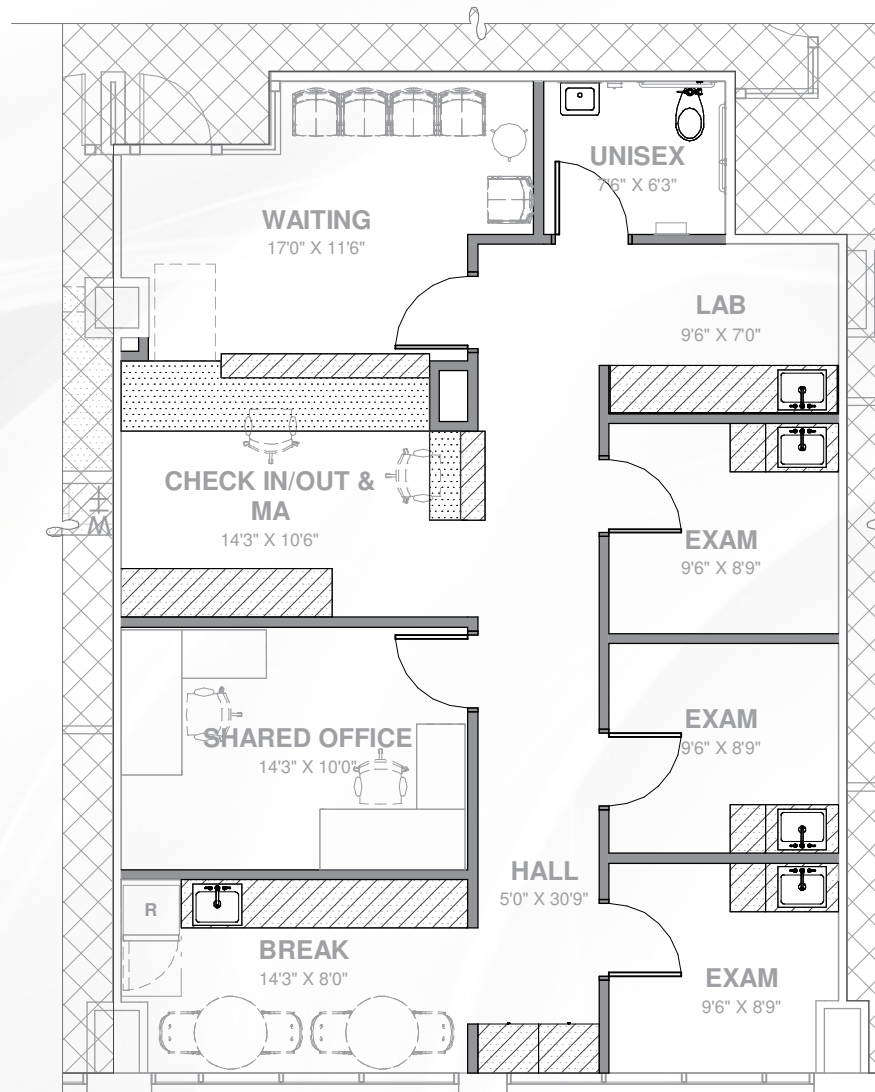 UNISEX
7'6" X 6'3"
WAITING
17'0" X 11'6"
LAB
9'6" X 7'0"
CHECK IN/OUT &
MA
14'3" X 10'6"
EXAM
9'6" X 8'9"
SHARED OFFICE
14'3" X 10'0"
EXAM
9'6" X 8'9"
HALL
5'0" X 30'9"
R
BREAK
14'3" X 8'0"
EXAM
9'6" X 8'9"